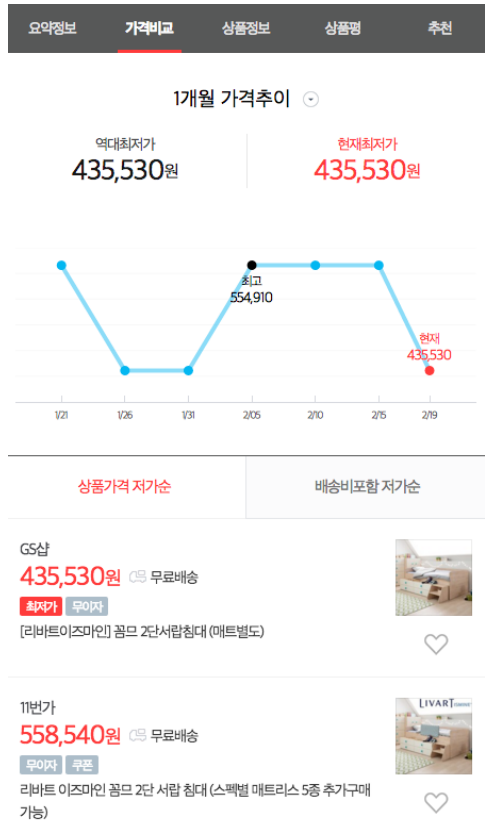 요약정보 가격비교 상품정보 상품평 추천
1개월 가격추이
역대최저가 현재최저가
435,530원 435,530원
최고
554,910
현재
435,530
1/21 1/26 1/31 2/05 2/10 2/15 2/19
상품가격 저가순 배송비포함 저가순
GS샵
435,530원 무료배송
최저가 무이자
[리바트이즈마인] 꼼므 2단서랍침대 (매트별도)
11번가
LIVART
558,540원 무료배송
무이자 쿠폰
리바트 이즈마인 꼼므 2단 서랍 침대 (스펙별 매트리스 5종 추가구매
가능)